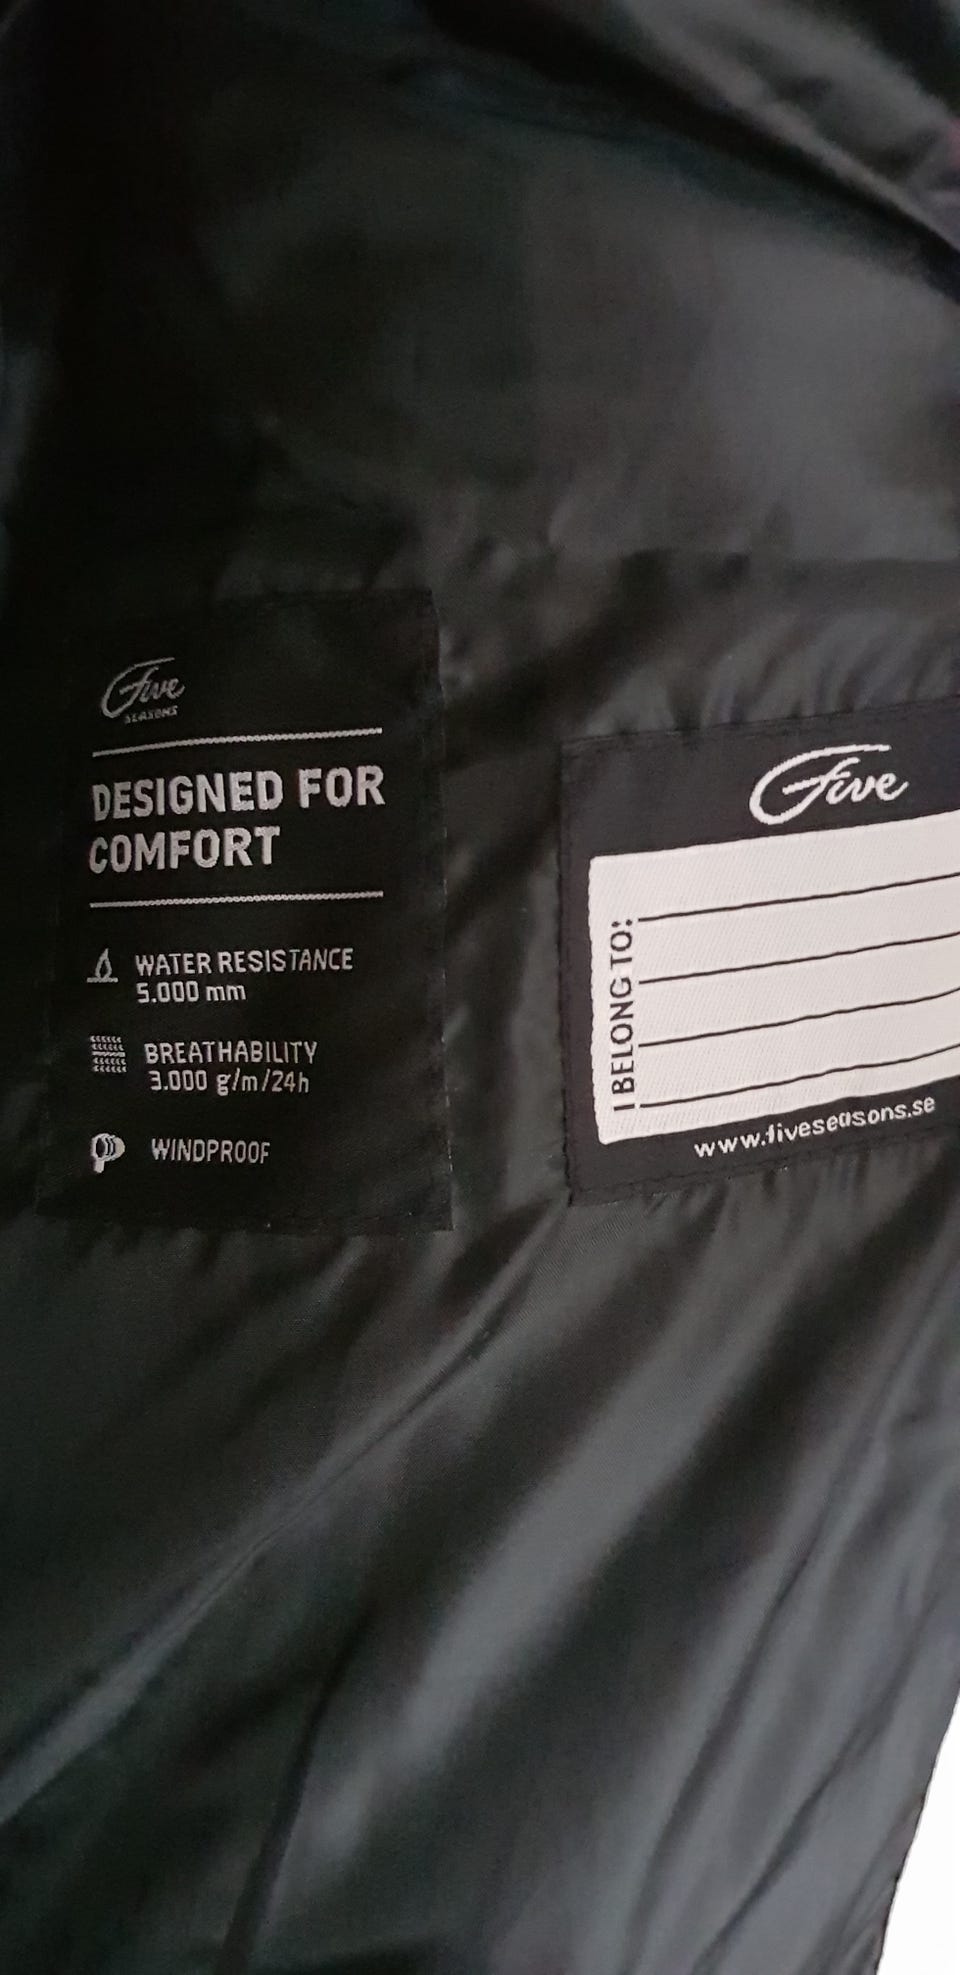 Five
SEASONS
DESIGNED FOR
COMFORT
WATER RESISTANCE
5.000 mm
BREATHABILITY
3.000 g/m/24h
WINDPROOF
Five
I BELONG TO:
www.fiveseasons.se